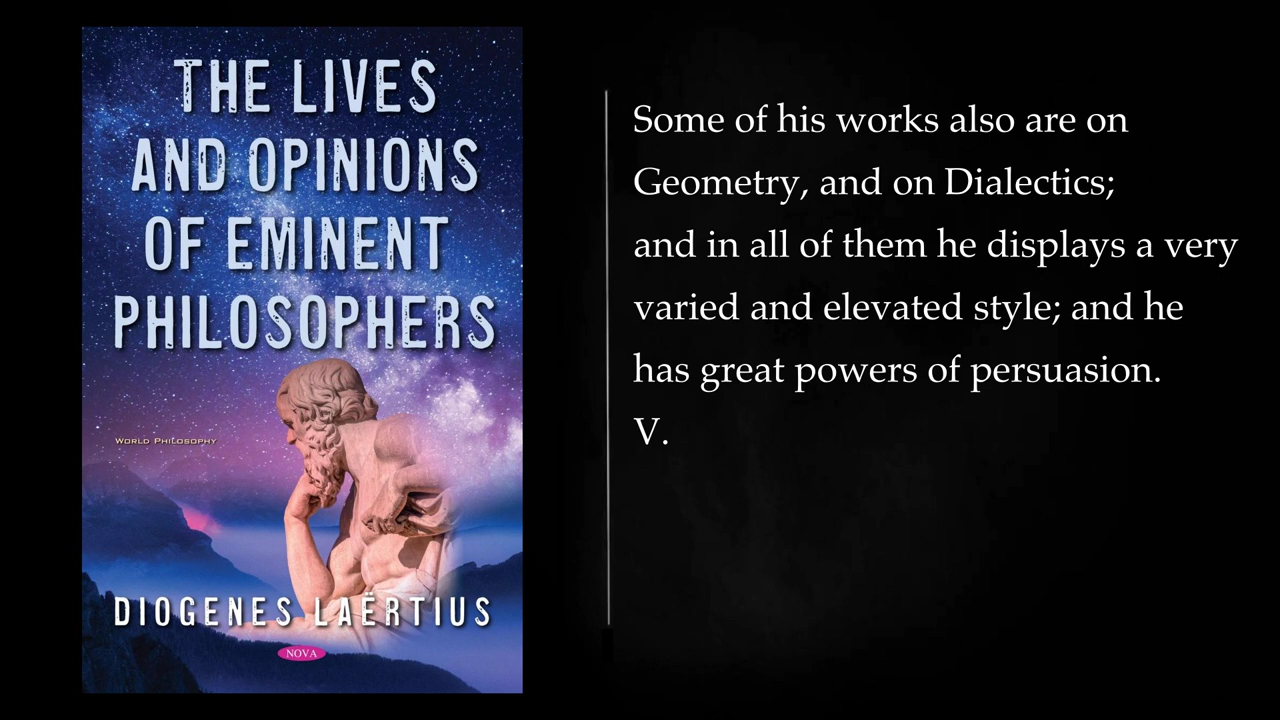 THE LIVES
AND OPINIONS
OF EMINENT
PHILOSOPHERS
WORLD PHILOSOPHY
DIOGENES LAËRTIUS
NOVA
Some of his works also are on
Geometry, and on Dialectics;
and in all of them he displays a very
varied and elevated style; and he
has great powers of persuasion.
V.